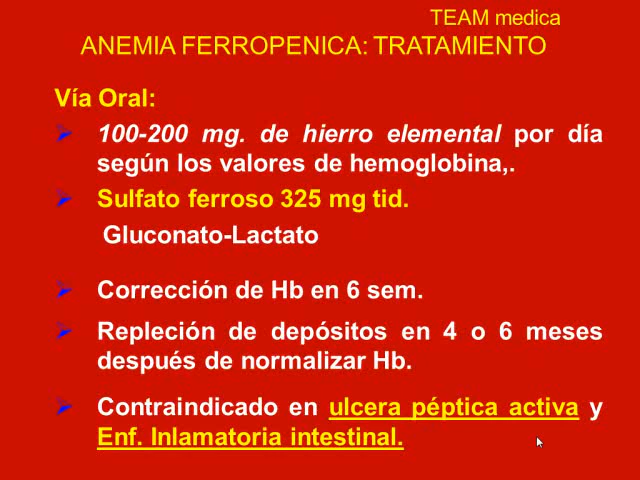 TEAM medica
ANEMIA FERROPENICA: TRATAMIENTO
Vía Oral:
100-200 mg. de hierro elemental por día
según los valores de hemoglobina,.
Sulfato ferroso 325 mg tid.
Gluconato-Lactato
Corrección de Hb en 6 sem.
Repleción de depósitos en 4 o 6 meses
después de normalizar Hb.
Contraindicado en ulcera péptica activa y
Enf. Inlamatoria intestinal.